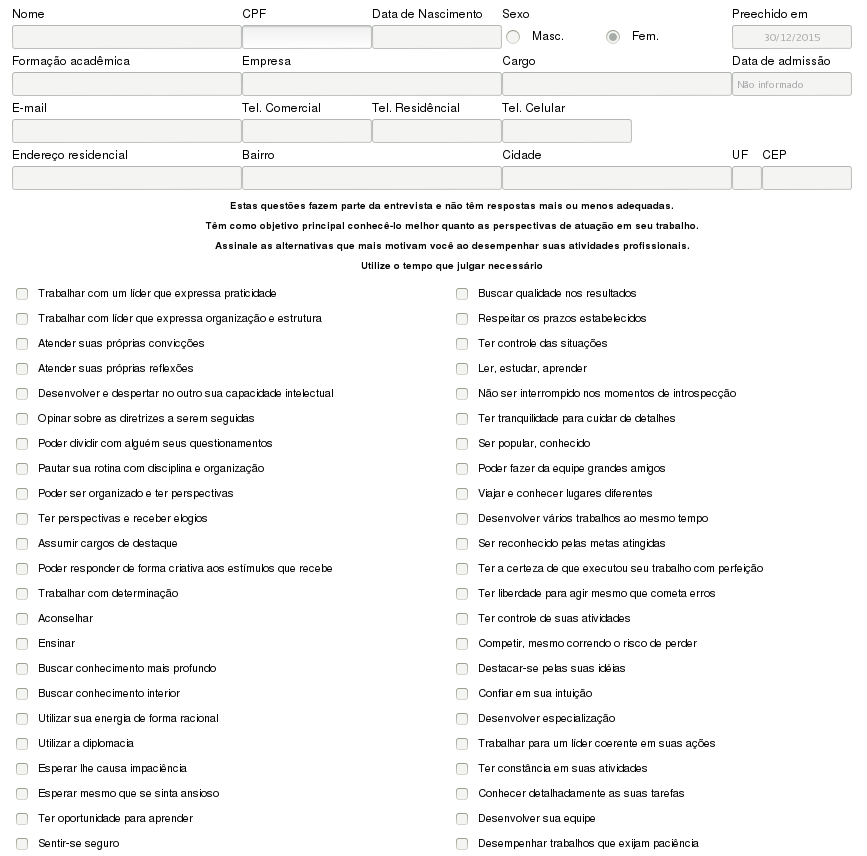 Nome CPF Data de Nascimento Sexo Preechido em
Masc. Fem. 30/12/2015
Formação acadêmica Empresa Cargo Data de admissão
Não informado
E-mail Tel. Comercial Tel. Residêncial Tel. Celular
Endereço residencial Bairro Cidade UF CEP
Estas questões fazem parte da entrevista e não têm respostas mais ou menos adequadas.
Têm como objetivo principal conhecê-lo melhor quanto as perspectivas de atuação em seu trabalho.
Assinale as alternativas que mais motivam você ao desempenhar suas atividades profissionais.
Utilize o tempo que julgar necessário
Trabalhar com um líder que expressa praticidade
Trabalhar com líder que expressa organização e estrutura
Atender suas próprias convicções
Atender suas próprias reflexões
Desenvolver e despertar no outro sua capacidade intelectual
Opinar sobre as diretrizes a serem seguidas
Poder dividir com alguém seus questionamentos
Pautar sua rotina com disciplina e organização
Poder ser organizado e ter perspectivas
Ter perspectivas e receber elogios
Assumir cargos de destaque
Poder responder de forma criativa aos estímulos que recebe
Trabalhar com determinação
Aconselhar
Ensinar
Buscar conhecimento mais profundo
Buscar conhecimento interior
Utilizar sua energia de forma racional
Utilizar a diplomacia
Esperar lhe causa impaciência
Esperar mesmo que se sinta ansioso
Ter oportunidade para aprender
Sentir-se seguro
Buscar qualidade nos resultados
Respeitar os prazos estabelecidos
Ter controle das situações
Ler, estudar, aprender
Não ser interrompido nos momentos de introspecção
Ter tranquilidade para cuidar de detalhes
Ser popular, conhecido
Poder fazer da equipe grandes amigos
Viajar e conhecer lugares diferentes
Desenvolver vários trabalhos ao mesmo tempo
Ser reconhecido pelas metas atingidas
Ter a certeza de que executou seu trabalho com perfeição
Ter liberdade para agir mesmo que cometa erros
Ter controle de suas atividades
Competir, mesmo correndo o risco de perder
Destacar-se pelas suas idéias
Confiar em sua intuição
Desenvolver especialização
Trabalhar para um líder coerente em suas ações
Ter constância em suas atividades
Conhecer detalhadamente as suas tarefas
Desenvolver sua equipe
Desempenhar trabalhos que exijam paciência